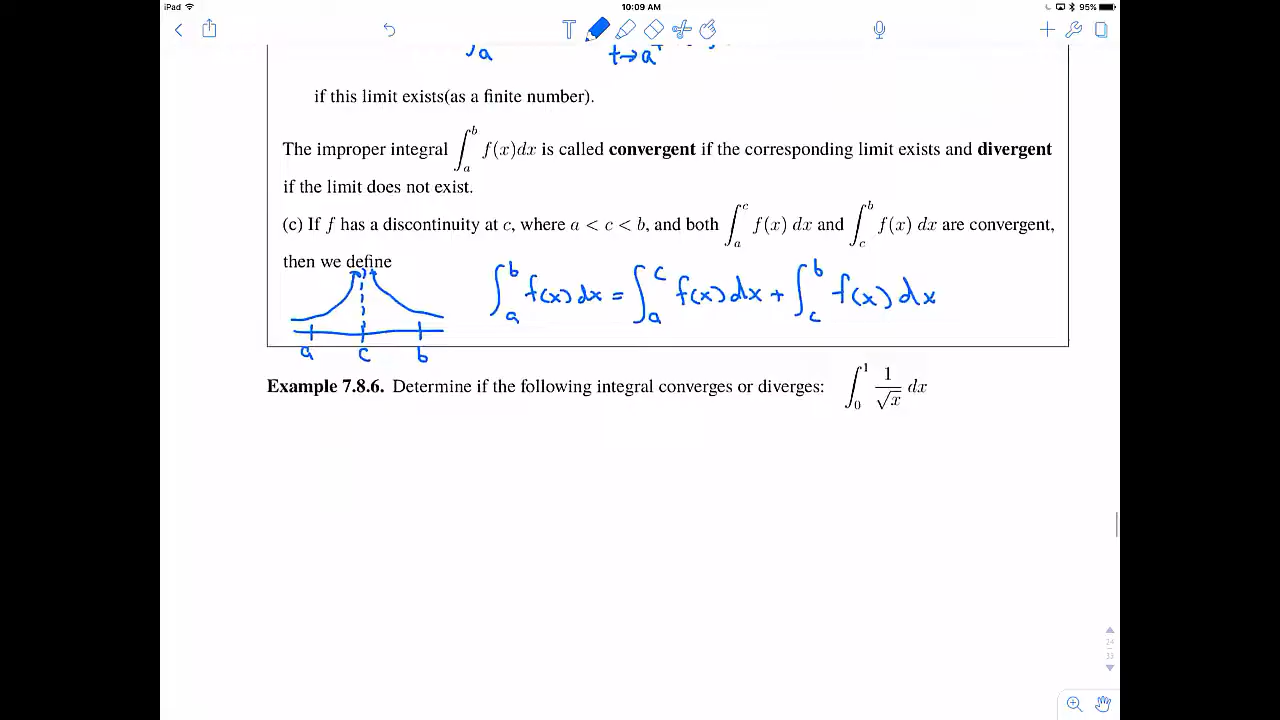 iPad 10:09 AM 95%
T
∫_a t→a⁺
if this limit exists(as a finite number).
The improper integral ∫_a^b f(x)dx is called convergent if the corresponding limit exists and divergent
if the limit does not exist.
(c) If f has a discontinuity at c, where a < c < b, and both ∫_a^c f(x) dx and ∫_c^b f(x) dx are convergent,
then we define
∫_a^b f(x) dx = ∫_a^c f(x) dx + ∫_c^b f(x) dx
a c b
Example 7.8.6. Determine if the following integral converges or diverges: ∫_0^1 1/√x dx
24
33